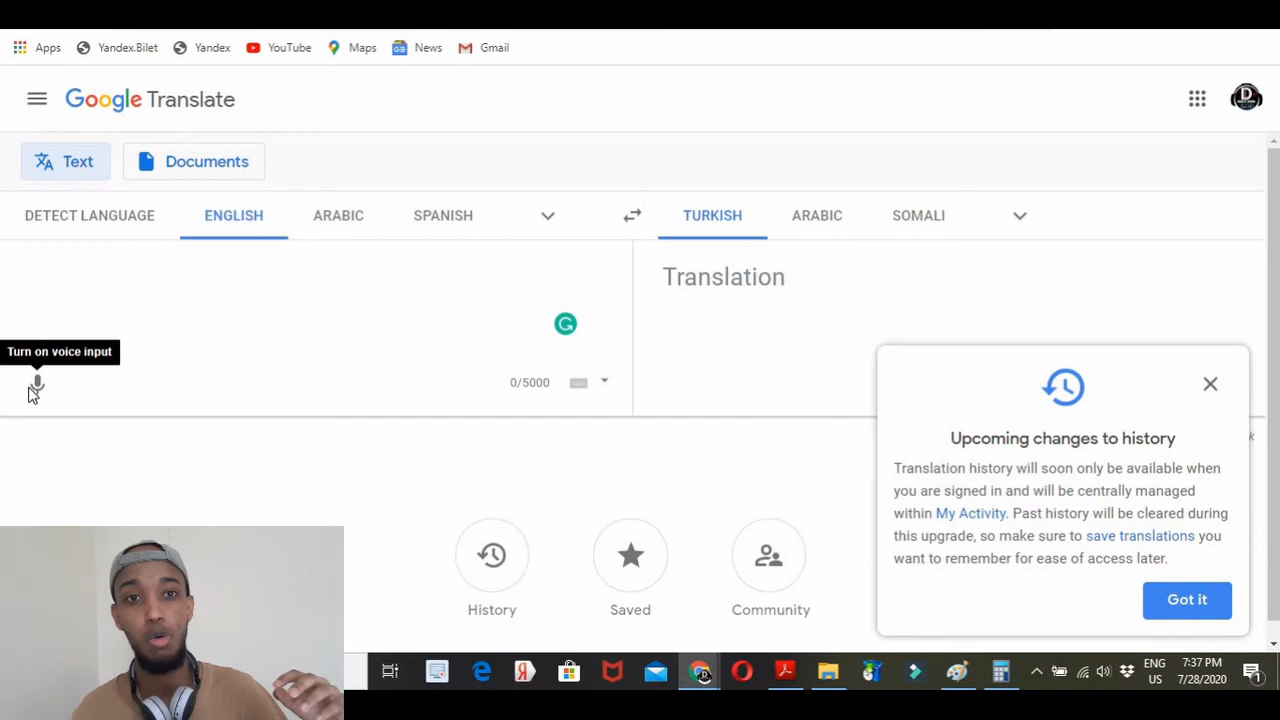 Apps Yandex.Bilet Yandex YouTube Maps News Gmail
Google Translate
Text Documents
DETECT LANGUAGE ENGLISH ARABIC SPANISH TURKISH ARABIC SOMALI
Translation
Turn on voice input
0/5000
Upcoming changes to history
Translation history will soon only be available when
you are signed in and will be centrally managed
within My Activity. Past history will be cleared during
this upgrade, so make sure to save translations you
want to remember for ease of access later.
Got it
History Saved Community
ENG 7:37 PM
US 7/28/2020